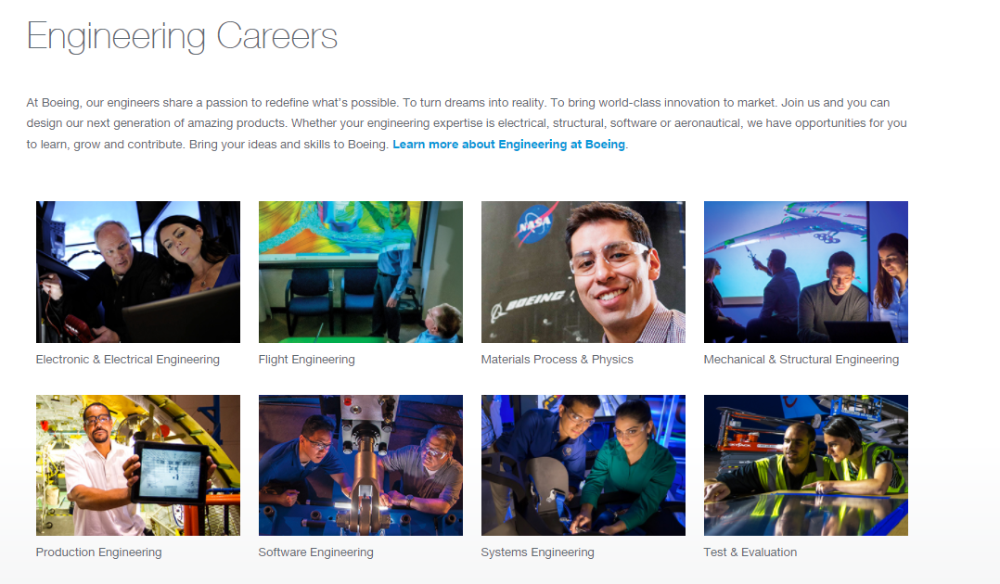 Engineering Careers
At Boeing, our engineers share a passion to redefine what's possible. To turn dreams into reality. To bring world-class innovation to market. Join us and you can
design our next generation of amazing products. Whether your engineering expertise is electrical, structural, software or aeronautical, we have opportunities for you
to learn, grow and contribute. Bring your ideas and skills to Boeing. Learn more about Engineering at Boeing.
NASA
BOEING
Electronic & Electrical Engineering
Flight Engineering
Materials Process & Physics
Mechanical & Structural Engineering
Production Engineering
Software Engineering
Systems Engineering
Test & Evaluation